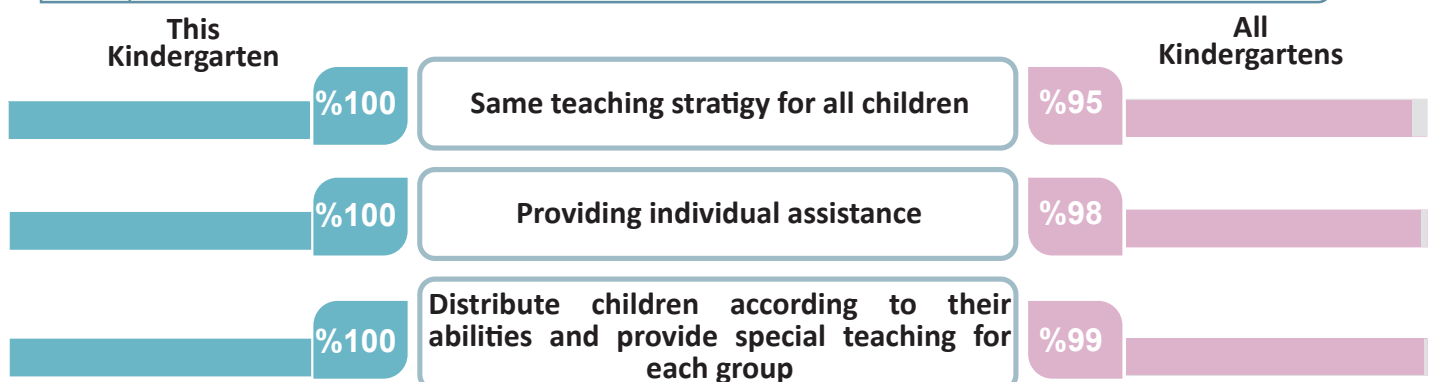 This
Kindergarten
All
Kindergartens
%100
Same teaching stratigy for all children
%95
%100
Providing individual assistance
%98
%100
Distribute children according to their
abilities and provide special teaching for
each group
%99